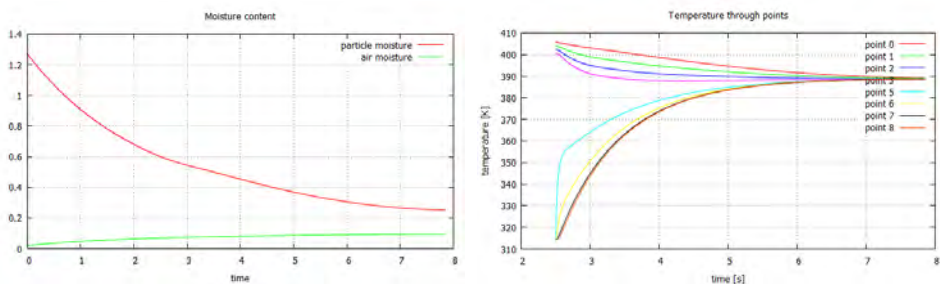 Moisture content
1.4
1.2
1
0.8
0.6
0.4
0.2
0
particle moisture
air moisture
0 1 2 3 4 5 6 7 8
time
Temperature through points
410
400
390
380
370
360
350
340
330
320
310
temperature [K]
point 0
point 1
point 2
point 5
point 6
point 7
point 8
2 3 4 5 6 7 8
time [s]